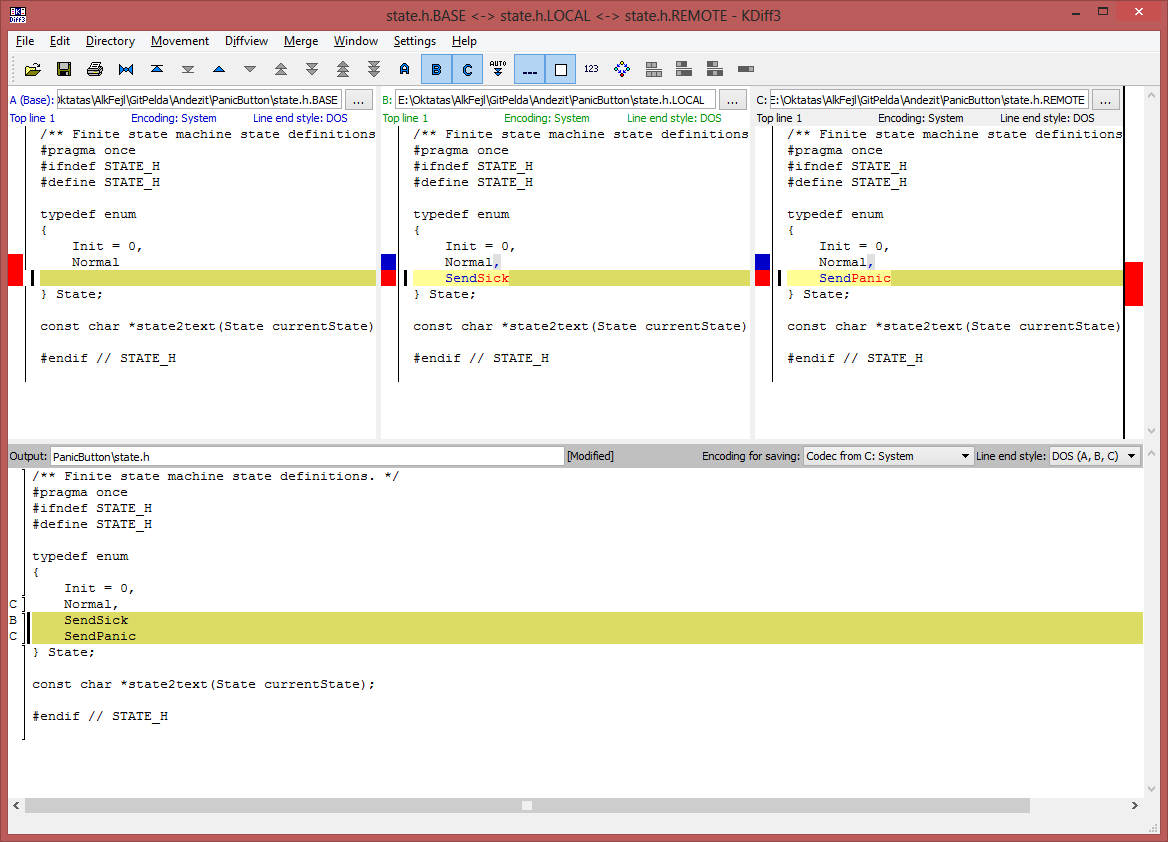 KDiff3
state.h.BASE <-> state.h.LOCAL <-> state.h.REMOTE - KDiff3
File Edit Directory Movement Diffview Merge Window Settings Help
A B C AUTO 123
A (Base): Oktatas\AlkFejl\GitPelda\Andezit\PanicButton\state.h.BASE ...
Top line 1 Encoding: System Line end style: DOS
/** Finite state machine state definitions
#pragma once
#ifndef STATE_H
#define STATE_H
typedef enum
{
Init = 0,
Normal
} State;
const char *state2text(State currentState)
#endif // STATE_H
B: E:\Oktatas\AlkFejl\GitPelda\Andezit\PanicButton\state.h.LOCAL ...
Top line 1 Encoding: System Line end style: DOS
/** Finite state machine state definitions
#pragma once
#ifndef STATE_H
#define STATE_H
typedef enum
{
Init = 0,
Normal,
SendSick
} State;
const char *state2text(State currentState)
#endif // STATE_H
C: E:\Oktatas\AlkFejl\GitPelda\Andezit\PanicButton\state.h.REMOTE ...
Top line 1 Encoding: System Line end style: DOS
/** Finite state machine state definitions
#pragma once
#ifndef STATE_H
#define STATE_H
typedef enum
{
Init = 0,
Normal,
SendPanic
} State;
const char *state2text(State currentState)
#endif // STATE_H
Output: PanicButton\state.h [Modified] Encoding for saving: Codec from C: System Line end style: DOS (A, B, C)
/** Finite state machine state definitions. */
#pragma once
#ifndef STATE_H
#define STATE_H
typedef enum
{
Init = 0,
C Normal,
B SendSick
C SendPanic
} State;
const char *state2text(State currentState);
#endif // STATE_H